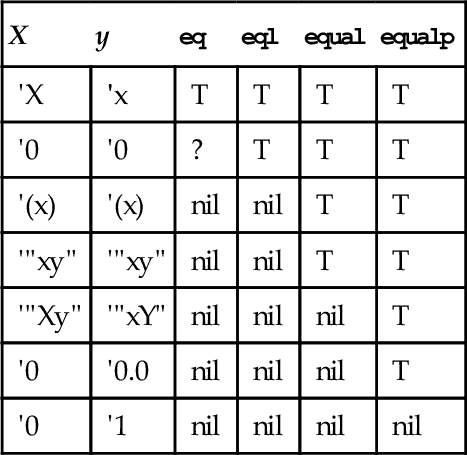 X y eq eql equal equalp
'X 'x T T T T
'0 '0 ? T T T
'(x) '(x) nil nil T T
'"xy" '"xy" nil nil T T
'"Xy" '"xY" nil nil nil T
'0 '0.0 nil nil nil T
'0 '1 nil nil nil nil